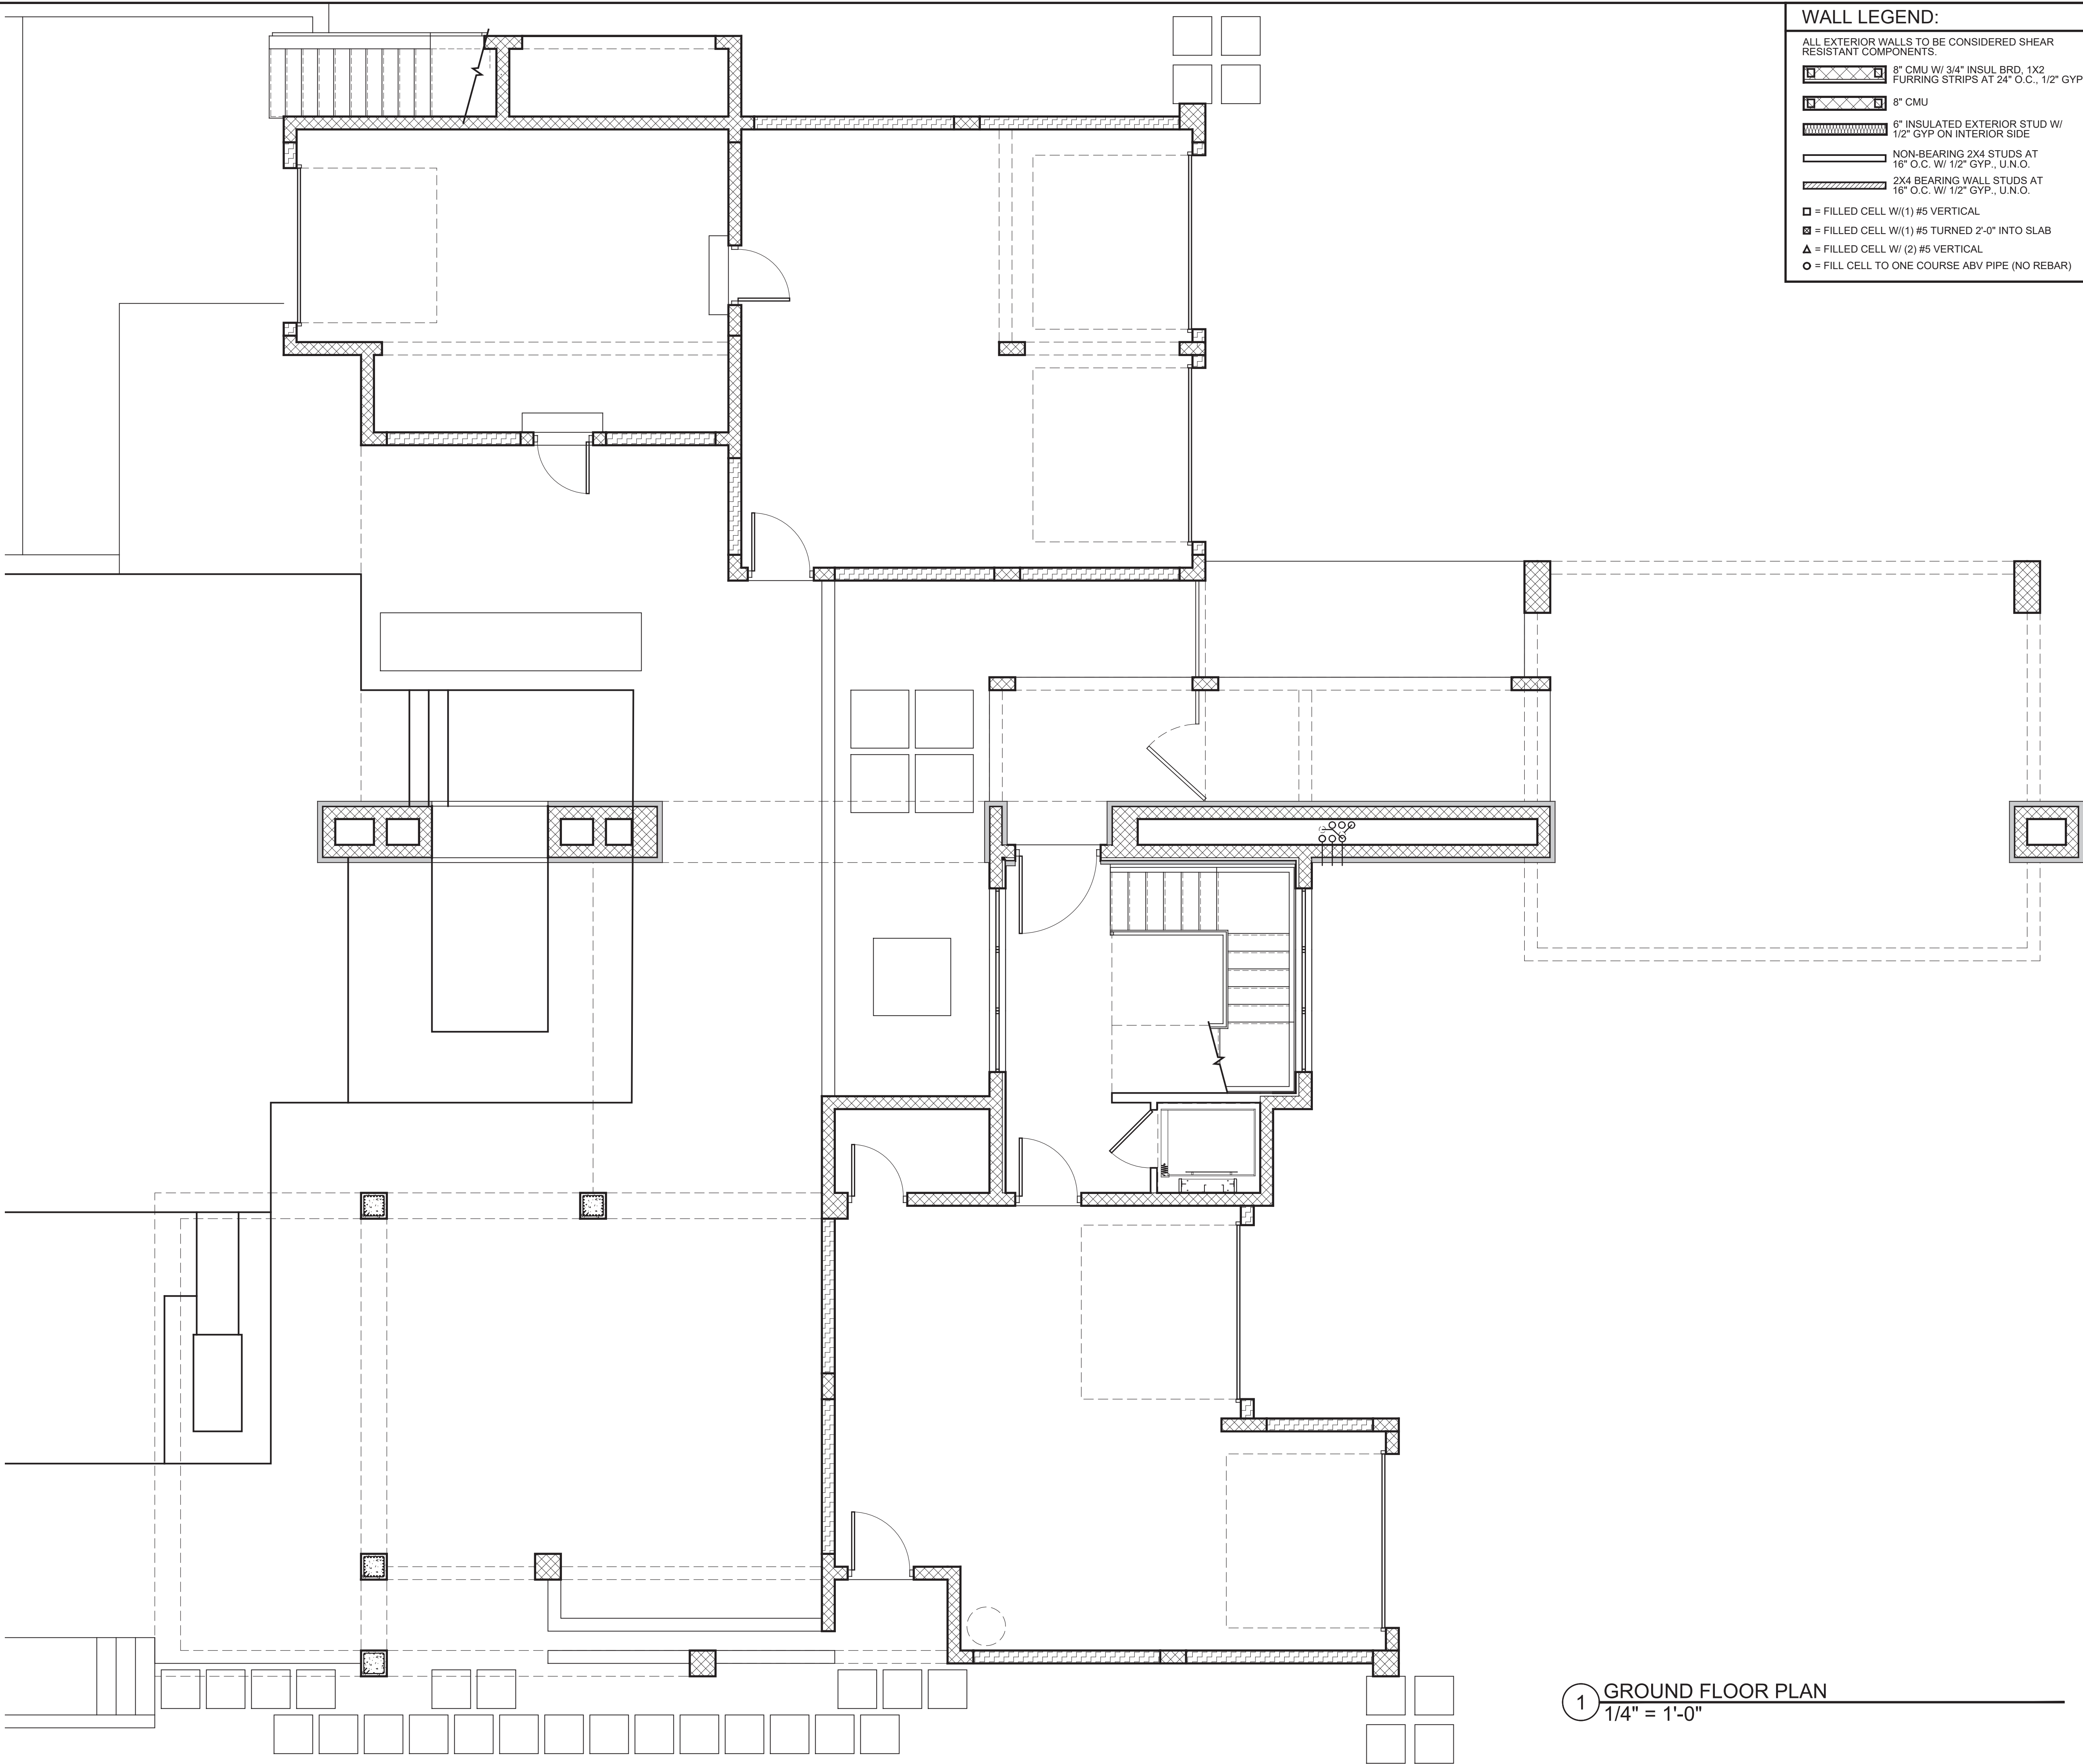 WALL LEGEND:
ALL EXTERIOR WALLS TO BE CONSIDERED SHEAR
RESISTANT COMPONENTS.
8" CMU W/ 3/4" INSUL BRD, 1X2
FURRING STRIPS AT 24" O.C., 1/2" GYP
8" CMU
6" INSULATED EXTERIOR STUD W/
1/2" GYP ON INTERIOR SIDE
NON-BEARING 2X4 STUDS AT
16" O.C. W/ 1/2" GYP., U.N.O.
2X4 BEARING WALL STUDS AT
16" O.C. W/ 1/2" GYP., U.N.O.
= FILLED CELL W/(1) #5 VERTICAL
= FILLED CELL W/(1) #5 TURNED 2'-0" INTO SLAB
= FILLED CELL W/ (2) #5 VERTICAL
= FILL CELL TO ONE COURSE ABV PIPE (NO REBAR)
1 GROUND FLOOR PLAN
1/4" = 1'-0"